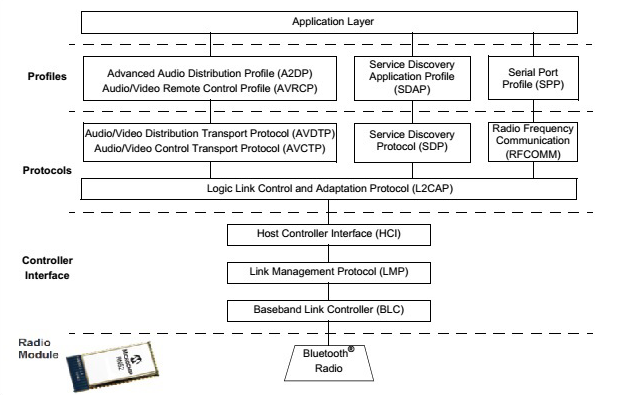 Application Layer
Profiles
Advanced Audio Distribution Profile (A2DP)
Audio/Video Remote Control Profile (AVRCP)
Service Discovery
Application Profile
(SDAP)
Serial Port
Profile (SPP)
Protocols
Audio/Video Distribution Transport Protocol (AVDTP)
Audio/Video Control Transport Protocol (AVCTP)
Service Discovery
Protocol (SDP)
Radio Frequency
Communication
(RFCOMM)
Logic Link Control and Adaptation Protocol (L2CAP)
Controller
Interface
Host Controller Interface (HCI)
Link Management Protocol (LMP)
Baseband Link Controller (BLC)
Radio
Module
MICROCHIP
Bluetooth®
Radio